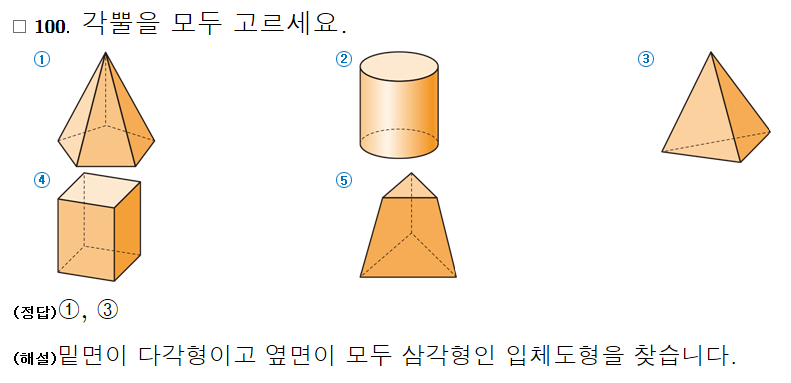 □ 100. 각뿔을 모두 고르세요.
① ② ③
④ ⑤
(정답)①, ③
(해설)밑면이 다각형이고 옆면이 모두 삼각형인 입체도형을 찾습니다.